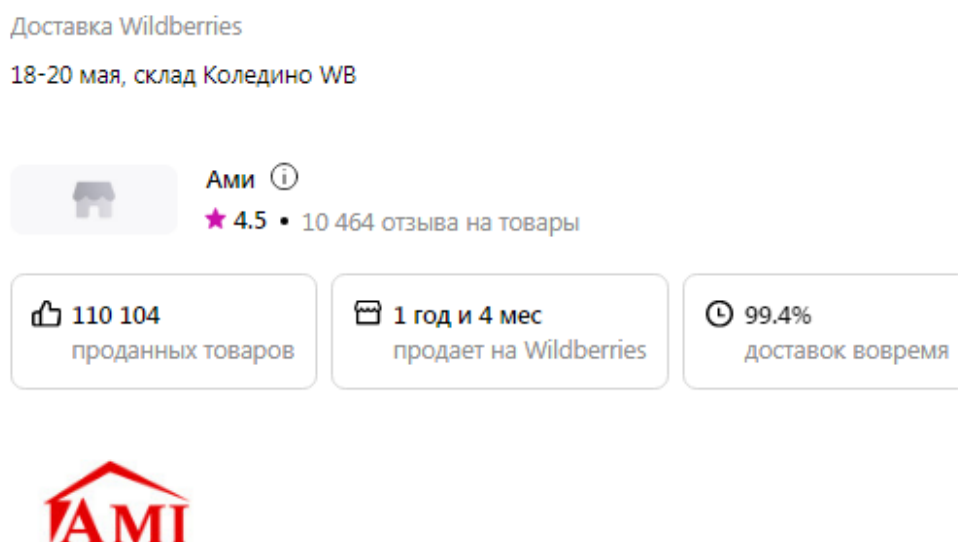 Доставка Wildberries
18-20 мая, склад Коледино WB
Ами
4.5 • 10 464 отзыва на товары
110 104
проданных товаров
1 год и 4 мес
продает на Wildberries
99.4%
доставок вовремя
AMI